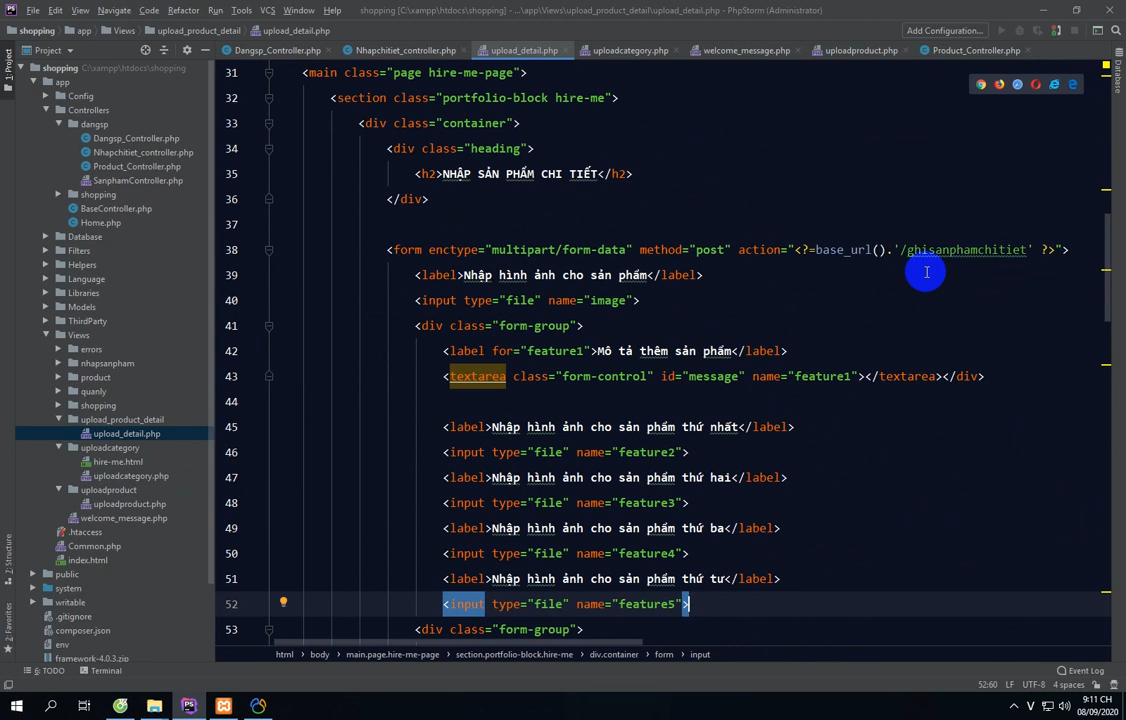 File Edit View Navigate Code Refactor Run Tools VCS Window Help shopping [C:\xampp\htdocs\shopping] - ...\app\Views\upload_product_detail\upload_detail.php - PhpStorm (Administrator)
shopping app Views upload_product_detail upload_detail.php Add Configuration...
Project Dangsp_Controller.php Nhapchitiet_controller.php upload_detail.php uploadcategory.php welcome_message.php uploadproduct.php Product_Controller.php
1: Project
7: Structure
2: Favorites
Database
shopping C:\xampp\htdocs\shopping
app
Config
Controllers
dangsp
Dangsp_Controller.php
Nhapchitiet_controller.php
Product_Controller.php
SanphamController.php
shopping
BaseController.php
Home.php
Database
Filters
Helpers
Language
Libraries
Models
ThirdParty
Views
errors
nhapsanpham
product
quanly
shopping
upload_product_detail
upload_detail.php
uploadcategory
hire-me.html
uploadcategory.php
uploadproduct
uploadproduct.php
welcome_message.php
.htaccess
Common.php
index.html
public
system
writable
.gitignore
composer.json
env
framework-4.0.3.zip
31 <main class="page hire-me-page">
32 <section class="portfolio-block hire-me">
33 <div class="container">
34 <div class="heading">
35 <h2>NHẬP SẢN PHẨM CHI TIẾT</h2>
36 </div>
37
38 <form enctype="multipart/form-data" method="post" action="<?=base_url().'/ghisanphamchitiet' ?>">
39 <label>Nhập hình ảnh cho sản phẩm</label>
40 <input type="file" name="image">
41 <div class="form-group">
42 <label for="feature1">Mô tả thêm sản phẩm</label>
43 <textarea class="form-control" id="message" name="feature1"></textarea></div>
44
45 <label>Nhập hình ảnh cho sản phẩm thứ nhất</label>
46 <input type="file" name="feature2">
47 <label>Nhập hình ảnh cho sản phẩm thứ hai</label>
48 <input type="file" name="feature3">
49 <label>Nhập hình ảnh cho sản phẩm thứ ba</label>
50 <input type="file" name="feature4">
51 <label>Nhập hình ảnh cho sản phẩm thứ tư</label>
52 <input type="file" name="feature5">
53 <div class="form-group">
html body main.page.hire-me-page section.portfolio-block.hire-me div.container form input
6: TODO Terminal Event Log
52:60 LF UTF-8 4 spaces
V 9:11 CH
08/09/2020